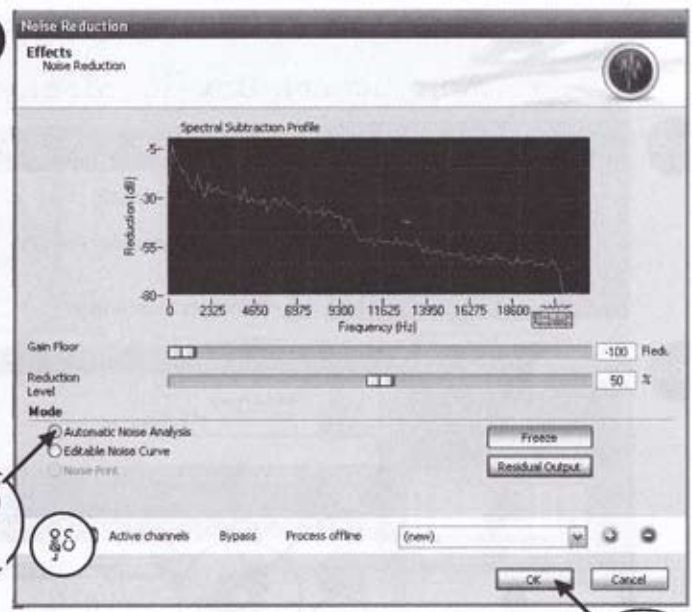 Noise Reduction
Effects
Noise Reduction
Spectral Subtraction Profile
Reduction (dB)
-5-
-30-
-55-
-80-
0 2325 4650 6975 9300 11625 13950 16275 18600
Frequency (Hz)
Gain Floor -100 Redu
Reduction Level 50 %
Mode
Automatic Noise Analysis
Editable Noise Curve
Noise Print
Freeze
Residual Output
Active channels Bypass Process offline (new)
OK Cancel